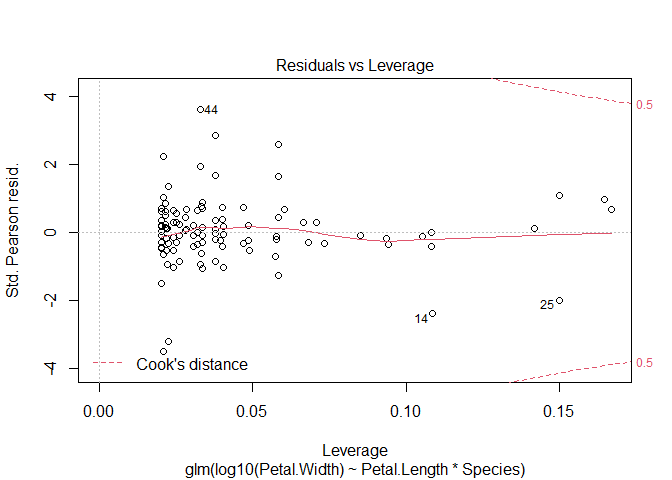 Residuals vs Leverage
Std. Pearson resid.
4
2
0
-2
-4
44
0.5
14
25
0.5
Cook's distance
0.00
0.05
0.10
0.15
Leverage
glm(log10(Petal.Width) ~ Petal.Length * Species)